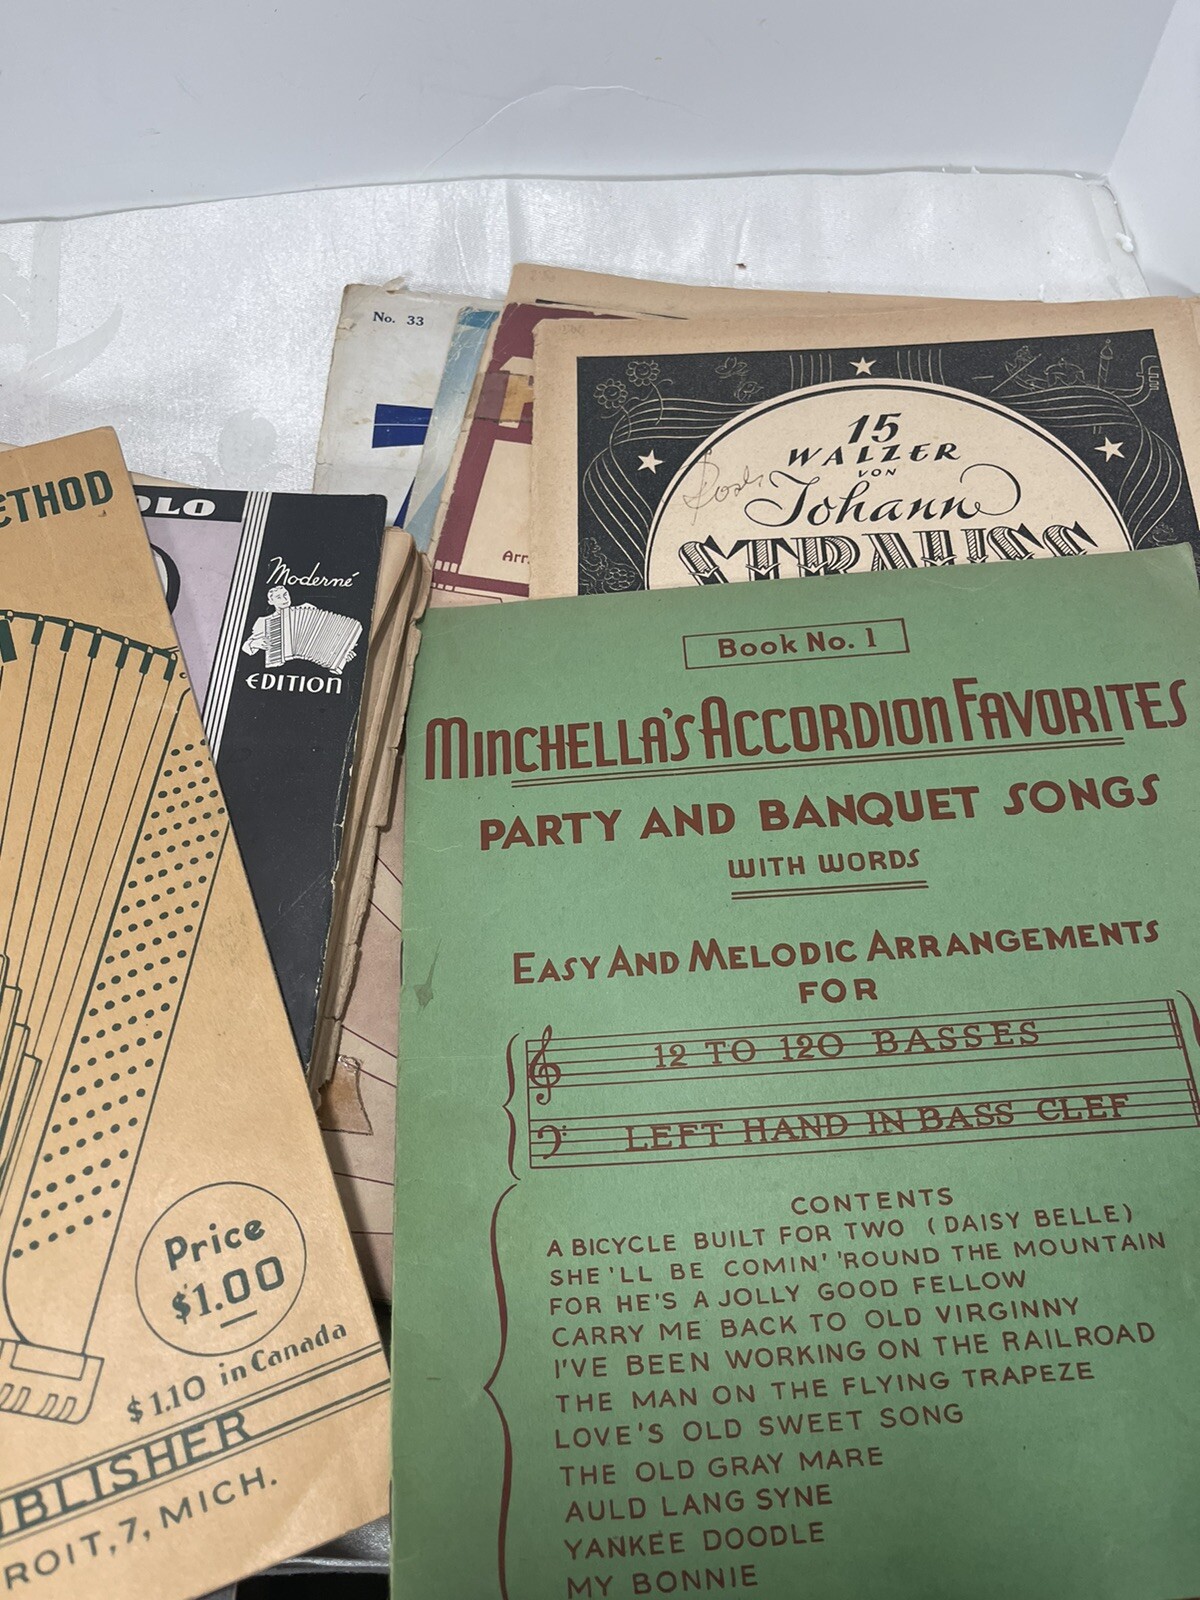 No. 33
15
WALZER
VON
Johann
STRAUSS
Arr.
ETHOD
OLO
Moderné
EDITION
Price
$1.00
$1.10 in Canada
BLISHER
ROIT, 7, MICH.
Book No. 1
MINCHELLA'S ACCORDION FAVORITES
PARTY AND BANQUET SONGS
WITH WORDS
EASY AND MELODIC ARRANGEMENTS
FOR
12 TO 120 BASSES
LEFT HAND IN BASS CLEF
CONTENTS
A BICYCLE BUILT FOR TWO (DAISY BELLE)
SHE'LL BE COMIN' 'ROUND THE MOUNTAIN
FOR HE'S A JOLLY GOOD FELLOW
CARRY ME BACK TO OLD VIRGINNY
I'VE BEEN WORKING ON THE RAILROAD
THE MAN ON THE FLYING TRAPEZE
LOVE'S OLD SWEET SONG
THE OLD GRAY MARE
AULD LANG SYNE
YANKEE DOODLE
MY BONNIE